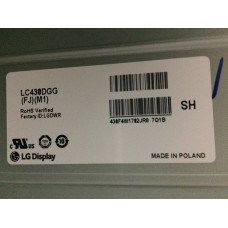 LC430DGG
(FJ)(M1)
RoHS Verified
Factory ID:LGDWR
SH
LG Display
MADE IN POLAND